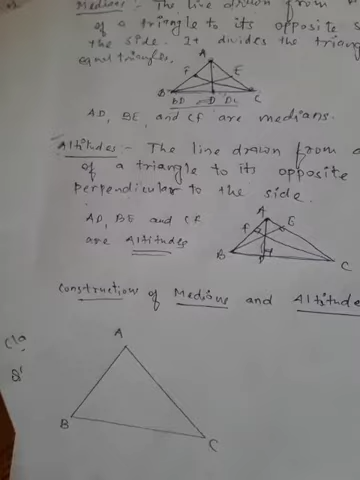 Medians :- The line drawn from
of a triangle to its opposite
the side. It divides the triang
equal triangles.
A
F E
B D C
BD = DC
AD, BE, and CF are medians.
Altitudes :- The line drawn from a
of a triangle to its opposite
perpendicular to the side.
AD, BE and CF
are Altitudes
A
F E
B D C
Construction of Medians and Altitude
A
B
C